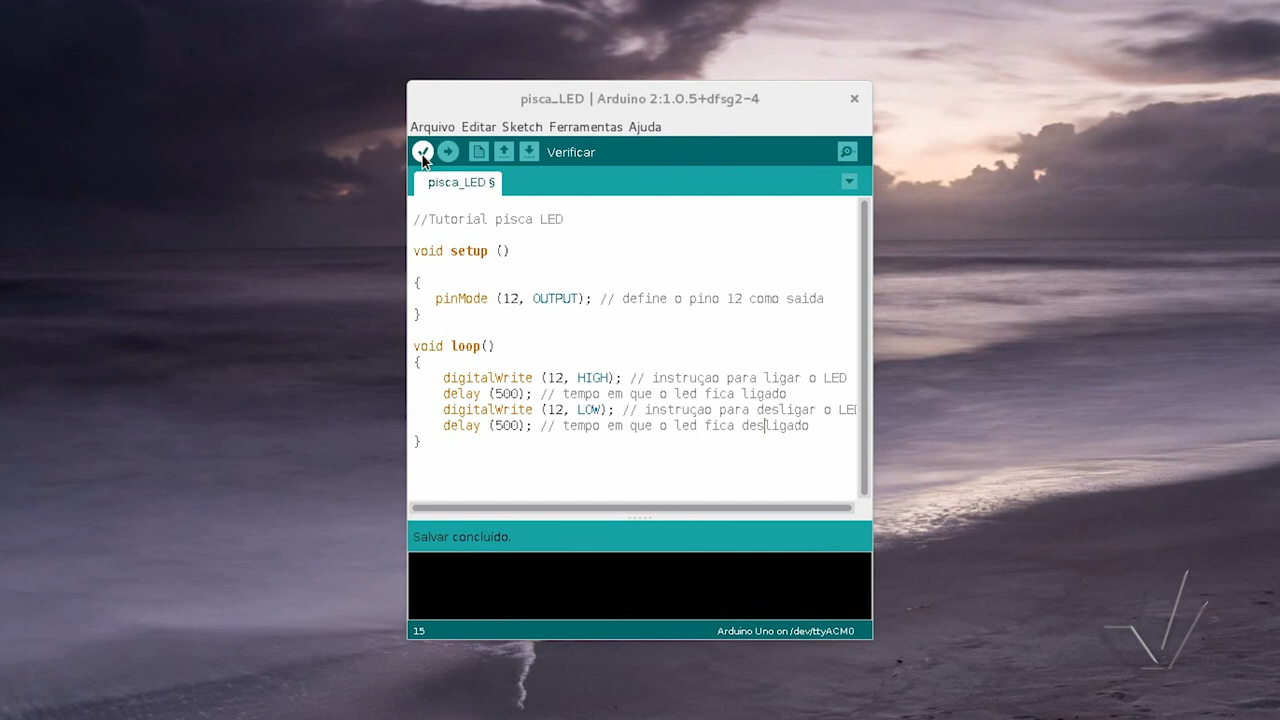 pisca_LED | Arduino 2:1.0.5+dfsg2-4
Arquivo Editar Sketch Ferramentas Ajuda
Verificar
pisca_LED §
//Tutorial pisca LED
void setup ()
{
pinMode (12, OUTPUT); // define o pino 12 como saida
}
void loop()
{
digitalWrite (12, HIGH); // instruçao para ligar o LED
delay (500); // tempo em que o led fica ligado
digitalWrite (12, LOW); // instruçao para desligar o LED
delay (500); // tempo em que o led fica desligado
}
Salvar concluído.
15
Arduino Uno on /dev/ttyACM0